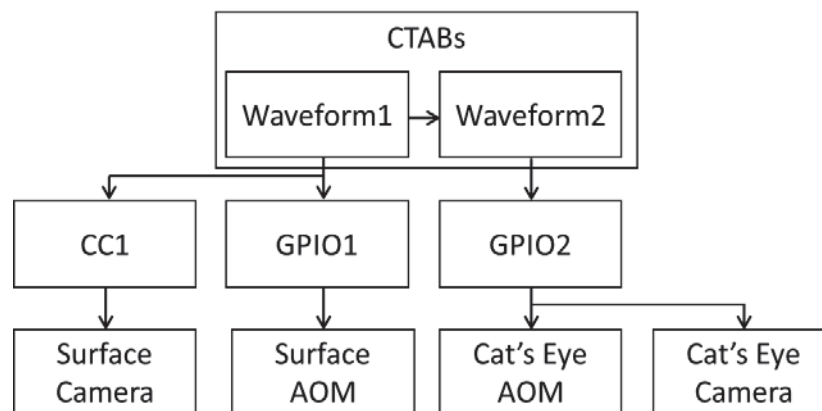 CTABs
Waveform1
Waveform2
CC1
GPIO1
GPIO2
Surface
Camera
Surface
AOM
Cat’s Eye
AOM
Cat’s Eye
Camera